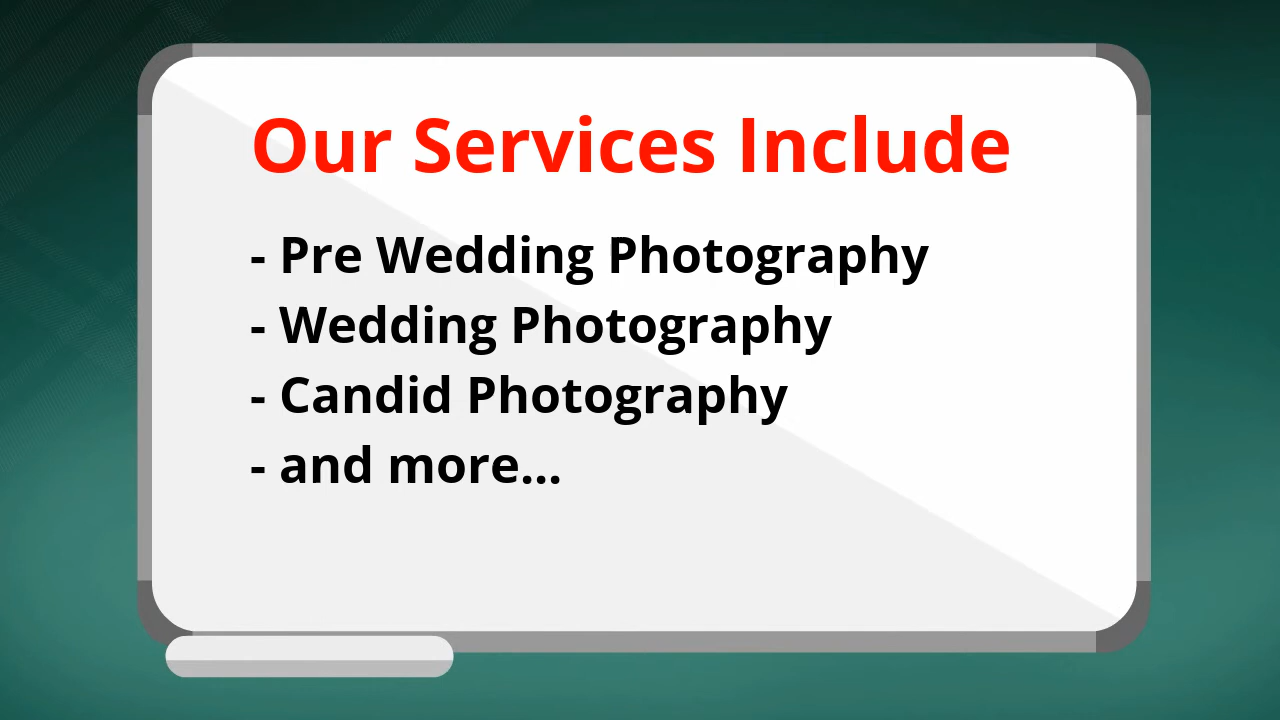 Our Services Include
- Pre Wedding Photography
- Wedding Photography
- Candid Photography
- and more...